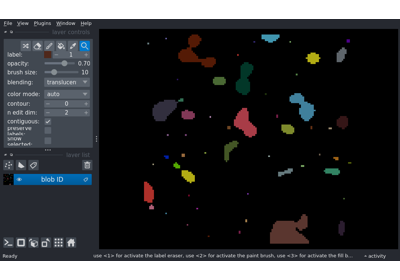 File View Plugins Window Help
layer controls
label: 1
opacity: 0.70
brush size: 10
blending: translucen
color mode: auto
contour: 0
n edit dim: 2
contiguous:
preserve labels:
show selected:
layer list
blob ID
Ready
use <1> for activate the label eraser, use <2> for activate the paint brush, use <3> for activate the fill b...
activity